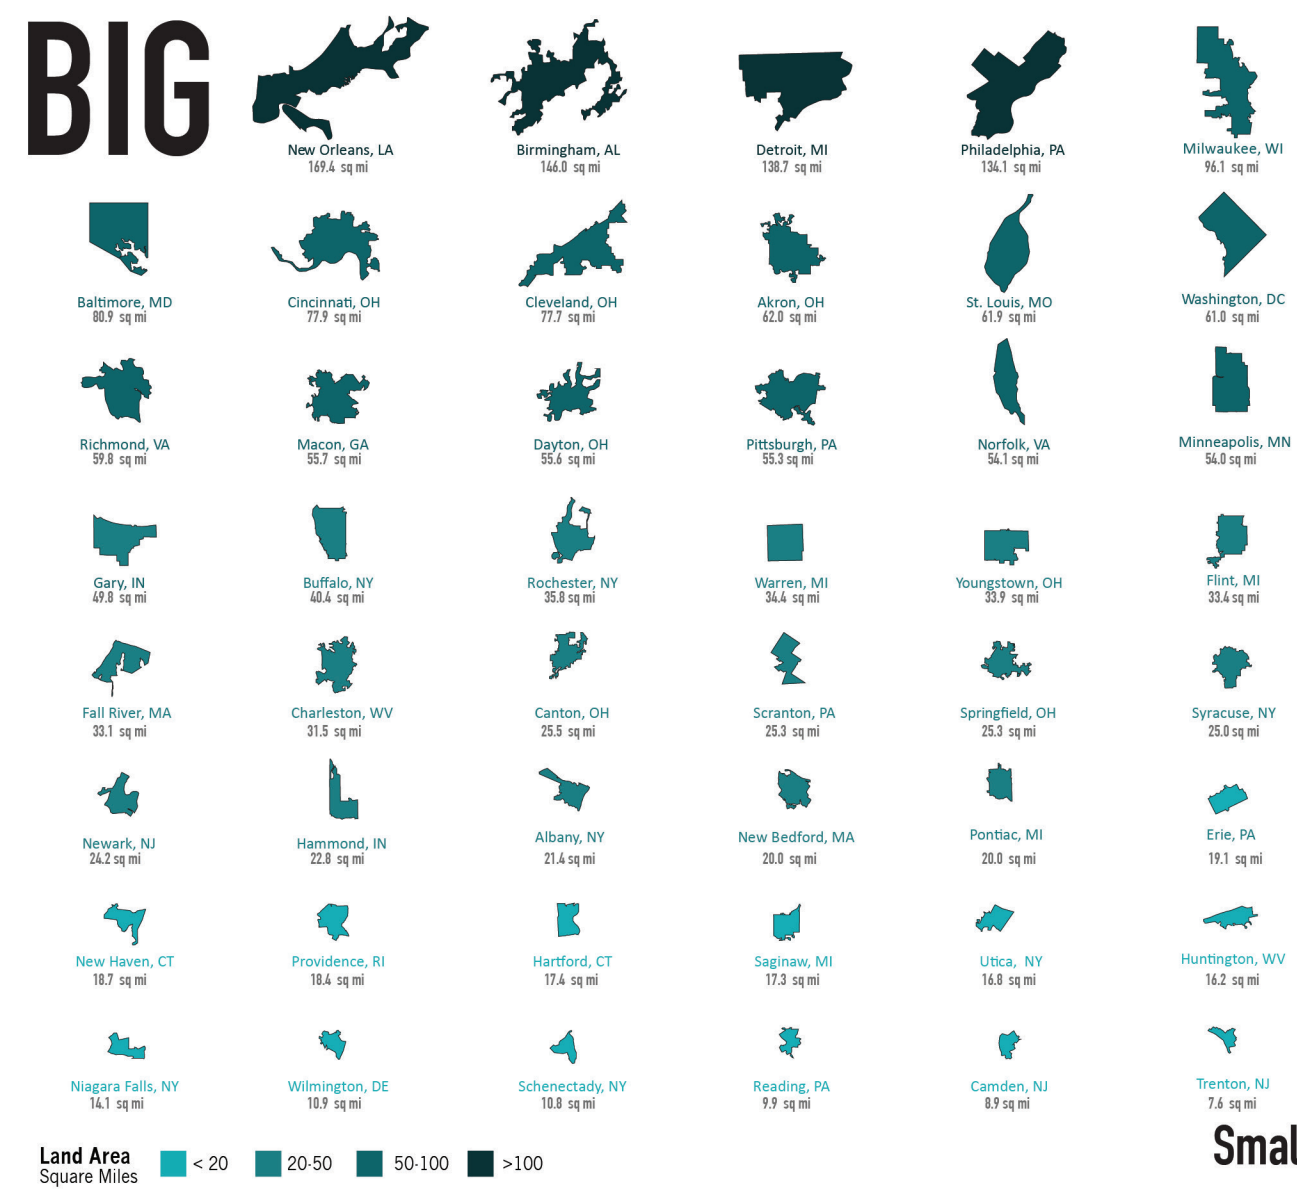 BIG
New Orleans, LA
169.4 sq mi
Birmingham, AL
146.0 sq mi
Detroit, MI
138.7 sq mi
Philadelphia, PA
134.1 sq mi
Milwaukee, WI
96.1 sq mi
Baltimore, MD
80.9 sq mi
Cincinnati, OH
77.9 sq mi
Cleveland, OH
77.7 sq mi
Akron, OH
62.0 sq mi
St. Louis, MO
61.9 sq mi
Washington, DC
61.0 sq mi
Richmond, VA
59.8 sq mi
Macon, GA
55.7 sq mi
Dayton, OH
55.6 sq mi
Pittsburgh, PA
55.3 sq mi
Norfolk, VA
54.1 sq mi
Minneapolis, MN
54.0 sq mi
Gary, IN
49.8 sq mi
Buffalo, NY
40.4 sq mi
Rochester, NY
35.8 sq mi
Warren, MI
34.4 sq mi
Youngstown, OH
33.9 sq mi
Flint, MI
33.4 sq mi
Fall River, MA
33.1 sq mi
Charleston, WV
31.5 sq mi
Canton, OH
25.5 sq mi
Scranton, PA
25.3 sq mi
Springfield, OH
25.3 sq mi
Syracuse, NY
25.0 sq mi
Newark, NJ
24.2 sq mi
Hammond, IN
22.8 sq mi
Albany, NY
21.4 sq mi
New Bedford, MA
20.0 sq mi
Pontiac, MI
20.0 sq mi
Erie, PA
19.1 sq mi
New Haven, CT
18.7 sq mi
Providence, RI
18.4 sq mi
Hartford, CT
17.4 sq mi
Saginaw, MI
17.3 sq mi
Utica, NY
16.8 sq mi
Huntington, WV
16.2 sq mi
Niagara Falls, NY
14.1 sq mi
Wilmington, DE
10.9 sq mi
Schenectady, NY
10.8 sq mi
Reading, PA
9.9 sq mi
Camden, NJ
8.9 sq mi
Trenton, NJ
7.6 sq mi
Smal
Land Area
Square Miles
< 20
20-50
50-100
>100